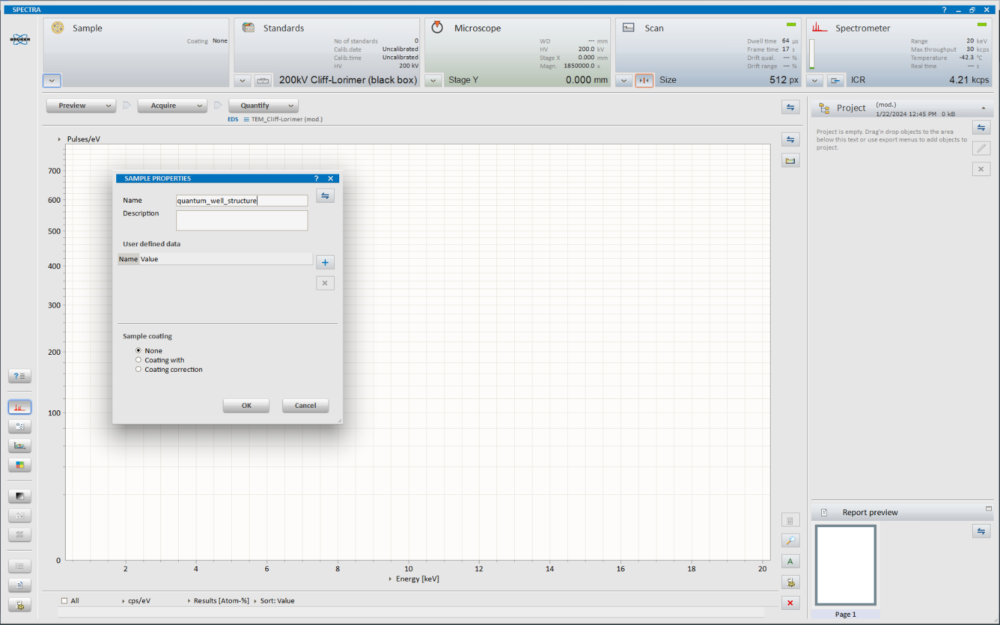 SPECTRA
?
BRUKER
Sample
Coating None
Standards
No of standards 0
Calib.date Uncalibrated
Calib.time Uncalibrated
HV 200 kV
200kV Cliff-Lorimer (black box)
Microscope
WD --- mm
HV 200.0 kV
Stage X 0.000 mm
Magn. 1850000.0 x
Stage Y 0.000 mm
Scan
Dwell time 64 µs
Frame time 17 s
Drift qual. --- %
Drift range --- %
Size 512 px
Spectrometer
Range 20 keV
Max.throughput 30 kcps
Temperature -42.3 °C
Real time --- s
ICR 4.21 kcps
Preview
Acquire
Quantify
EDS TEM_Cliff-Lorimer (mod.)
Project
(mod.)
1/22/2024 12:45 PM 0 kB
Project is empty. Drag'n drop objects to the area
below this text or use export menus to add objects to
project.
Pulses/eV
700
600
500
400
300
200
100
0
2 4 6 8 10 12 14 16 18 20
Energy [keV]
SAMPLE PROPERTIES ?
Name quantum_well_structure
Description
User defined data
Name Value
Sample coating
None
Coating with
Coating correction
OK Cancel
?
A
All cps/eV Results [Atom-%] Sort: Value
Report preview
Page 1